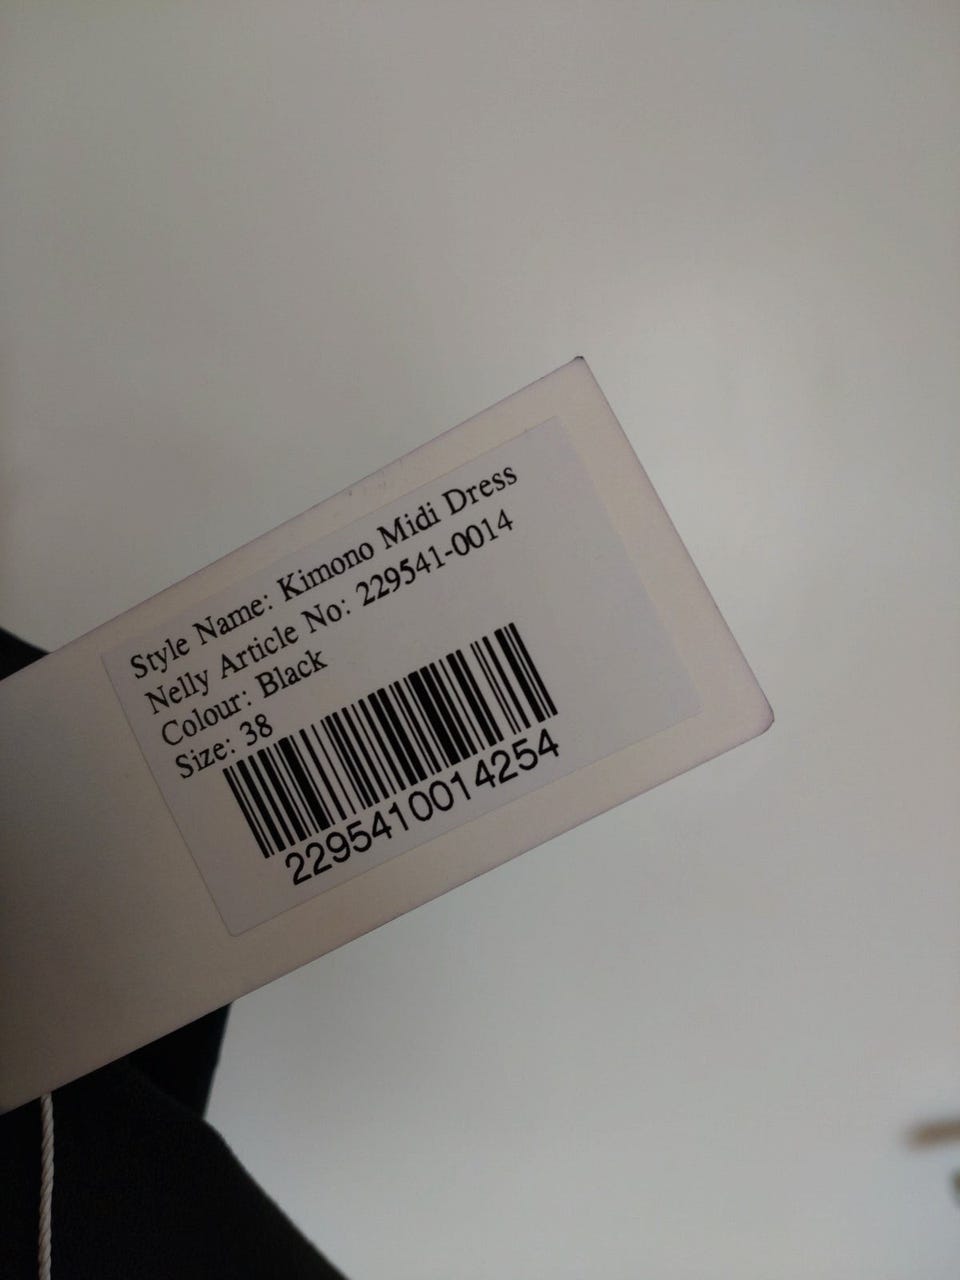 Style Name: Kimono Midi Dress
Nelly Article No: 229541-0014
Colour: Black
Size: 38
2295410014254